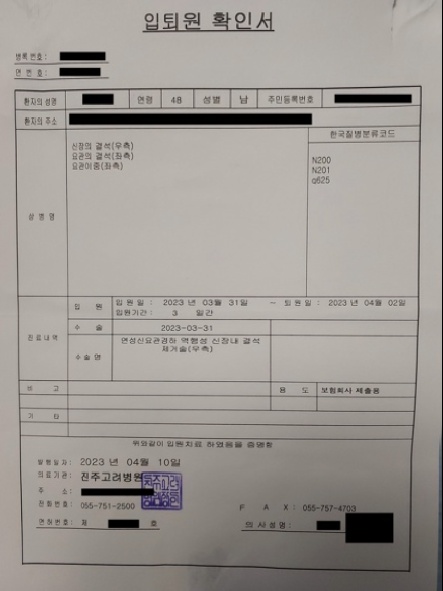 입퇴원 확인서
병록번호 :
연 번호 :
환자의 성명 연령 48 성별 남 주민등록번호
환자의 주소
상 병 명 한국질병분류코드
신장의 결석(우측) N200
요관의 결석(좌측) N201
요관이중(좌측) q625
진료내역 입 원 입 원 일 : 2023 년 03월 31일 ~ 퇴 원 일 : 2023 년 04월 02일
입원기간 : 3 일간
수 술 2023-03-31
수술명 연성신요관경하 역행성 신장내 결석
제거술(우측)
비 고 용 도 보험회사 제출용
기 타
위와같이 입원치료 하였음을 증명함
발행일자 : 2023 년 04월 10일
의료기관 : 진주고려병원
주 소 :
전화번호 : 055-751-2500 F A X : 055-757-4703
면허번호 : 제 호 의사성명 :